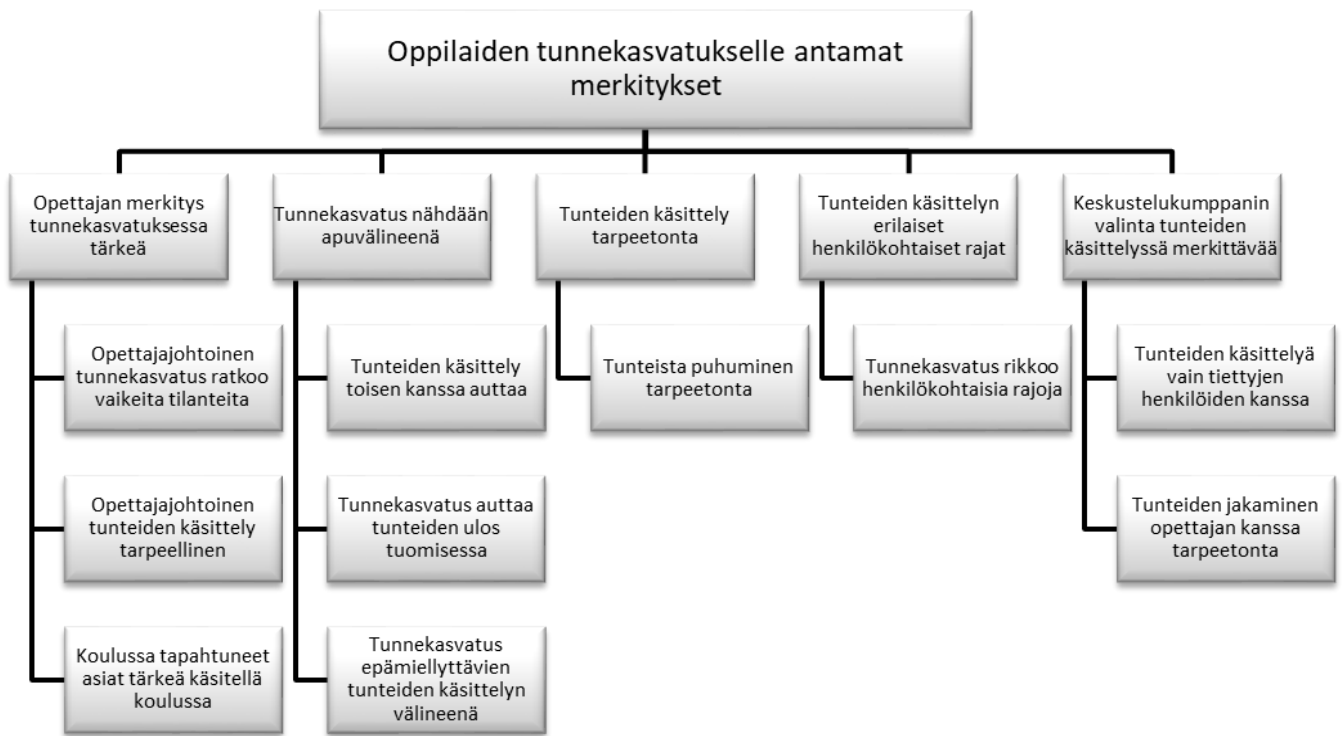 Oppilaiden tunnekasvatukselle antamat
merkitykset
Opettajan merkitys
tunnekasvatuksessa
tärkeä
Opettajajohtoinen
tunnekasvatus ratkoo
vaikeita tilanteita
Opettajajohtoinen
tunteiden käsittely
tarpeellinen
Koulussa tapahtuneet
asiat tärkeä käsitellä
koulussa
Tunnekasvatus nähdään
apuvälineenä
Tunteiden käsittely
toisen kanssa auttaa
Tunnekasvatus auttaa
tunteiden ulos
tuomisessa
Tunnekasvatus
epämiellyttävien
tunteiden käsittelyn
välineenä
Tunteiden käsittely
tarpeetonta
Tunteista puhuminen
tarpeetonta
Tunteiden käsittelyn
erilaiset
henkilökohtaiset rajat
Tunnekasvatus rikkoo
henkilökohtaisia rajoja
Keskustelukumppanin
valinta tunteiden
käsittelyssä merkittävää
Tunteiden käsittelyä
vain tiettyjen
henkilöiden kanssa
Tunteiden jakaminen
opettajan kanssa
tarpeetonta